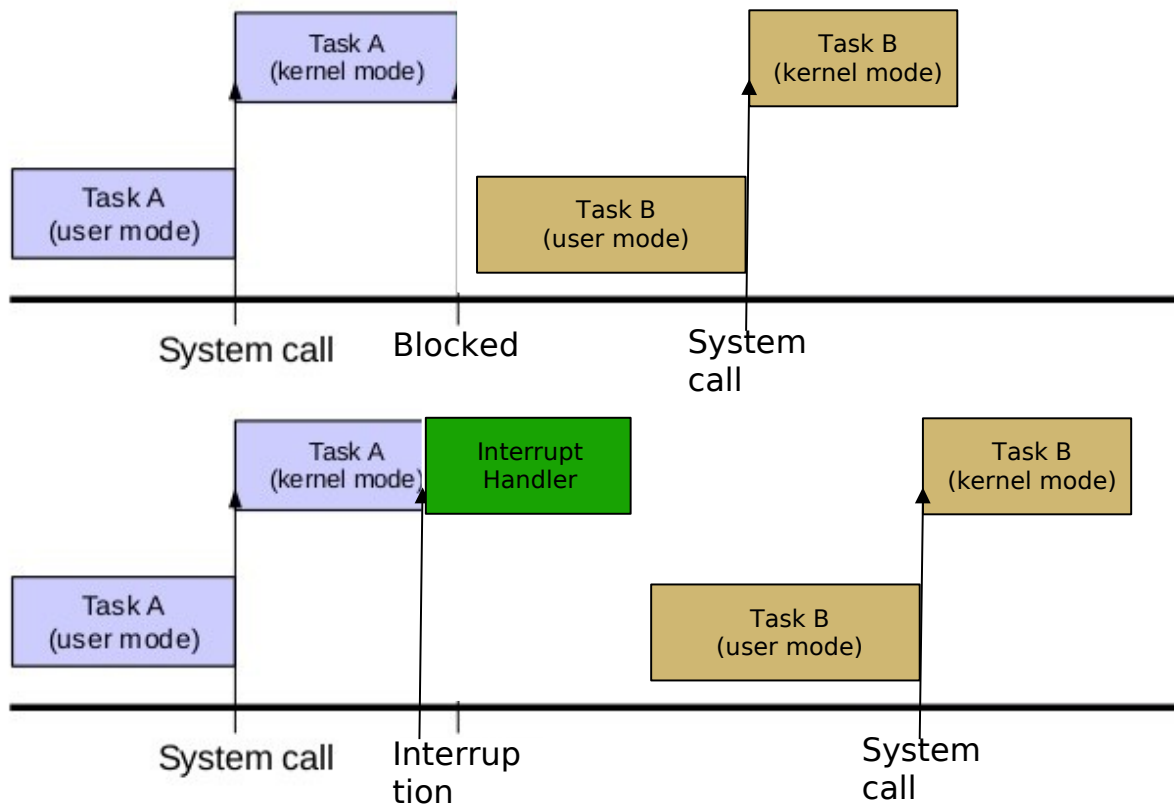 Task A
(kernel mode)
Task B
(kernel mode)
Task A
(user mode)
Task B
(user mode)
System call
Blocked
System
call
Task A
(kernel mode)
Interrupt
Handler
Task B
(kernel mode)
Task A
(user mode)
Task B
(user mode)
System call
Interrup
tion
System
call